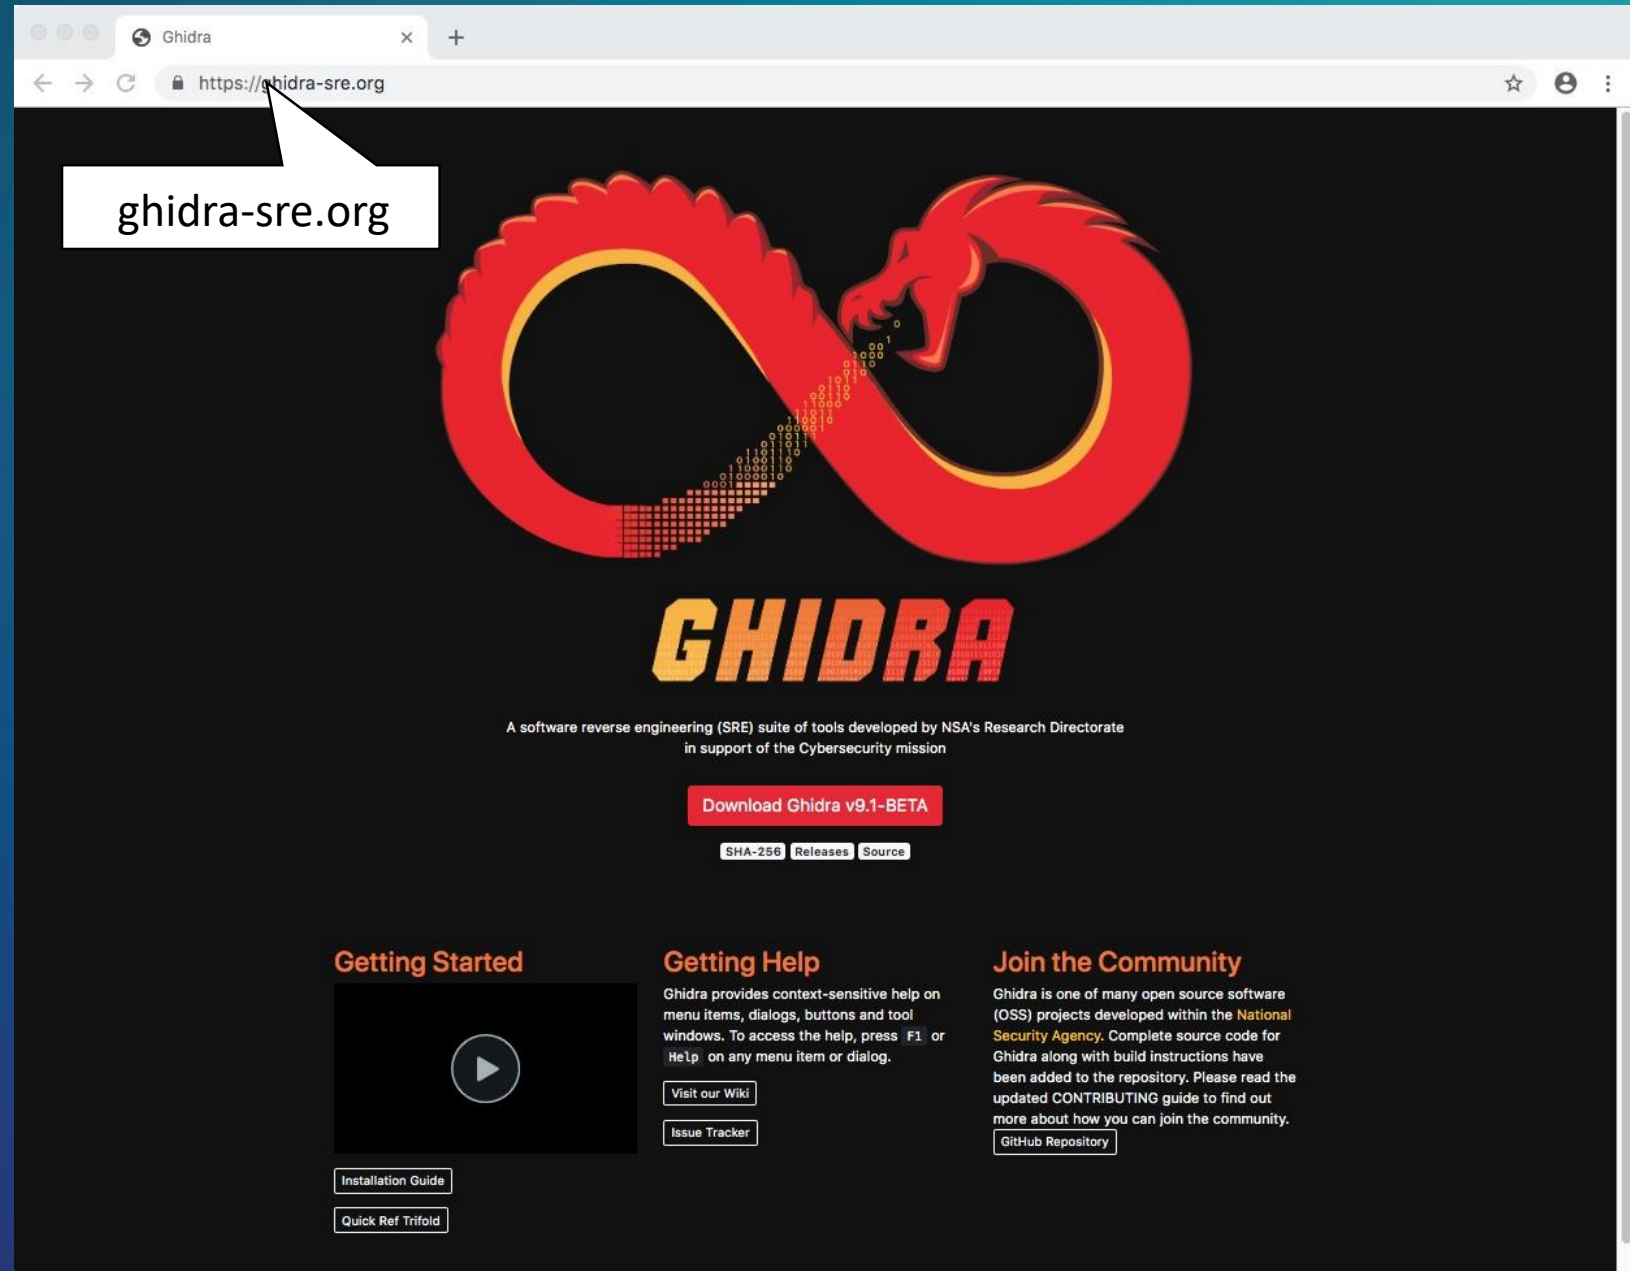 Ghidra
https://ghidra-sre.org
ghidra-sre.org
GHIDRA
A software reverse engineering (SRE) suite of tools developed by NSA's Research Directorate
in support of the Cybersecurity mission
Download Ghidra v9.1-BETA
SHA-256 Releases Source
Getting Started
Installation Guide
Quick Ref Trifold
Getting Help
Ghidra provides context-sensitive help on
menu items, dialogs, buttons and tool
windows. To access the help, press F1 or
Help on any menu item or dialog.
Visit our Wiki
Issue Tracker
Join the Community
Ghidra is one of many open source software
(OSS) projects developed within the National
Security Agency. Complete source code for
Ghidra along with build instructions have
been added to the repository. Please read the
updated CONTRIBUTING guide to find out
more about how you can join the community.
GitHub Repository